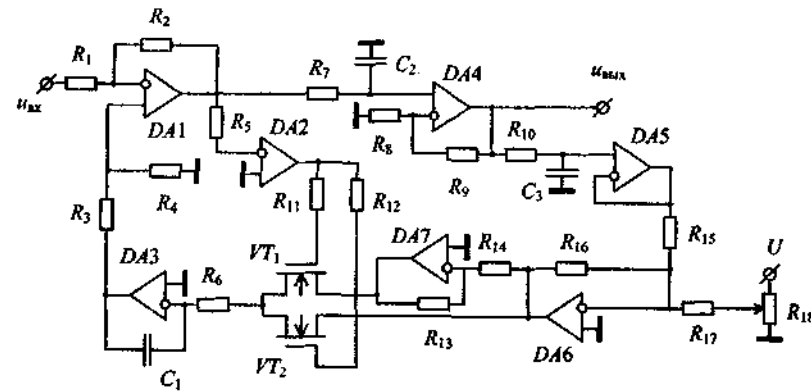 R₂
R₁
R₇
C₂
DA4
uвых
uвх
DA1
R₅
DA2
R₈
R₁₀
DA5
R₄
R₉
C₃
R₃
R₁₁
R₁₂
R₁₅
DA3
R₆
VT₁
DA7
R₁₄
R₁₆
U
C₁
VT₂
R₁₃
DA6
R₁₇
R₁₈